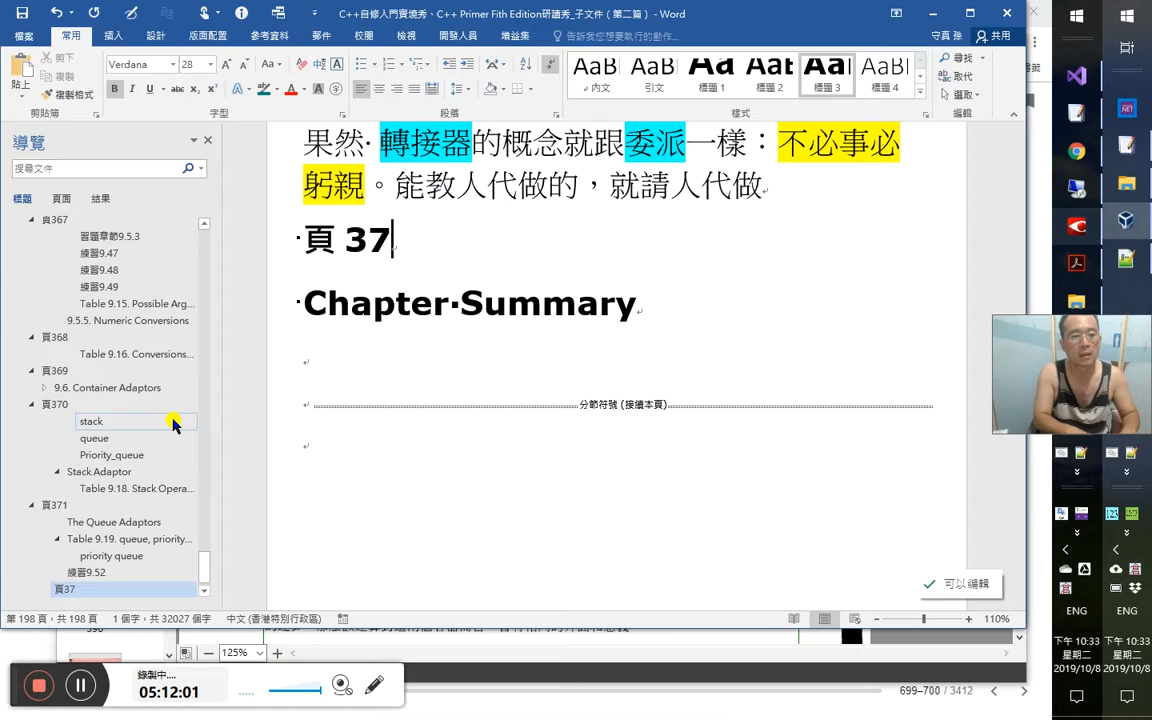 C++自修入門實境秀、C++ Primer Fifth Edition研讀秀_子文件（第二篇） - Word
檔案 常用 插入 設計 版面配置 參考資料 郵件 校閱 檢視 開發人員 增益集 告訴我您想要執行的動作... 守真 孫 共用
貼上 剪下 複製 複製格式 剪貼簿
Verdana 28 字型
段落
AaB 內文 AaB 引文 Aa 標題 1 AaB 標題 2 AaI 標題 3 AaB 標題 4 樣式
尋找 取代 選取 編輯
導覽
搜尋文件
標題 頁面 結果
頁367
習題章節9.5.3
練習9.47
練習9.48
練習9.49
Table 9.15. Possible Arg...
9.5.5. Numeric Conversions
頁368
Table 9.16. Conversions...
頁369
9.6. Container Adaptors
頁370
stack
queue
Priority_queue
Stack Adaptor
Table 9.18. Stack Opera...
頁371
The Queue Adaptors
Table 9.19. queue, priority...
priority queue
練習9.52
頁37
果然· 轉接器的概念就跟委派一樣：不必事必
躬親。能教人代做的，就請人代做
頁 37
Chapter·Summary
分節符號 (接續本頁)
可以編輯
第 198 頁，共 198 頁 1 個字，共 32027 個字 中文 (香港特別行政區) 110%
125%
錄製中....
05:12:01
699–700 / 3412
ENG ENG
下午 10:33 下午 10:33
星期二 星期二
2019/10/8 2019/10/8